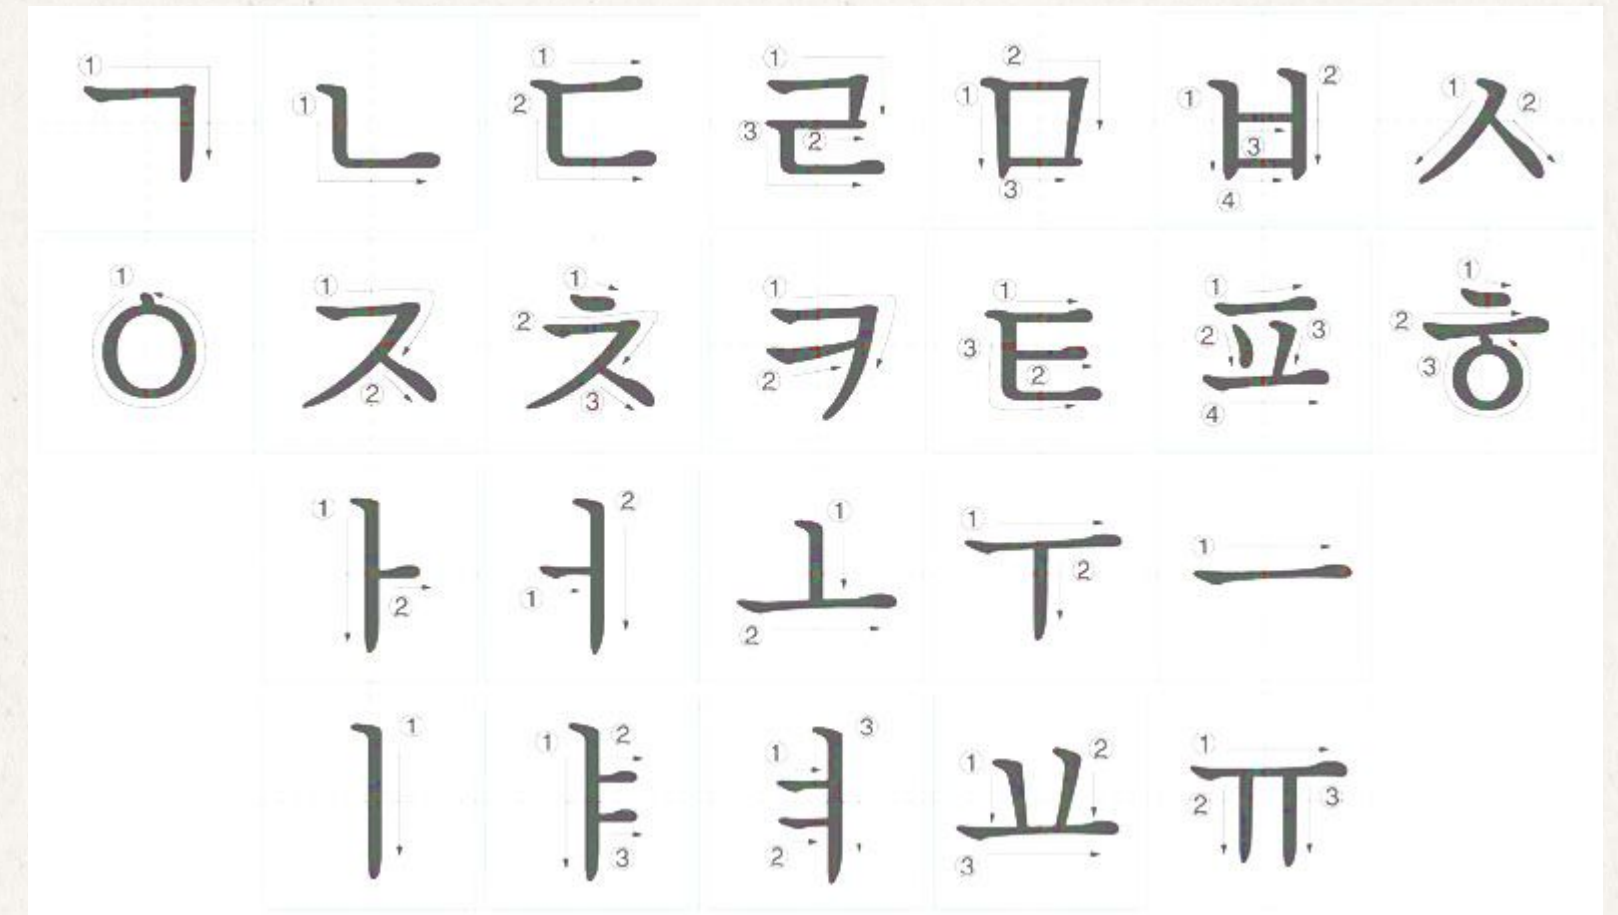 ㄱ ㄴ ㄷ ㄹ ㅁ ㅂ ㅅ
ㅇ ㅈ ㅊ ㅋ ㅌ ㅍ ㅎ
ㅏ ㅓ ㅗ ㅜ ㅡ
ㅣ ㅑ ㅕ ㅛ ㅠ